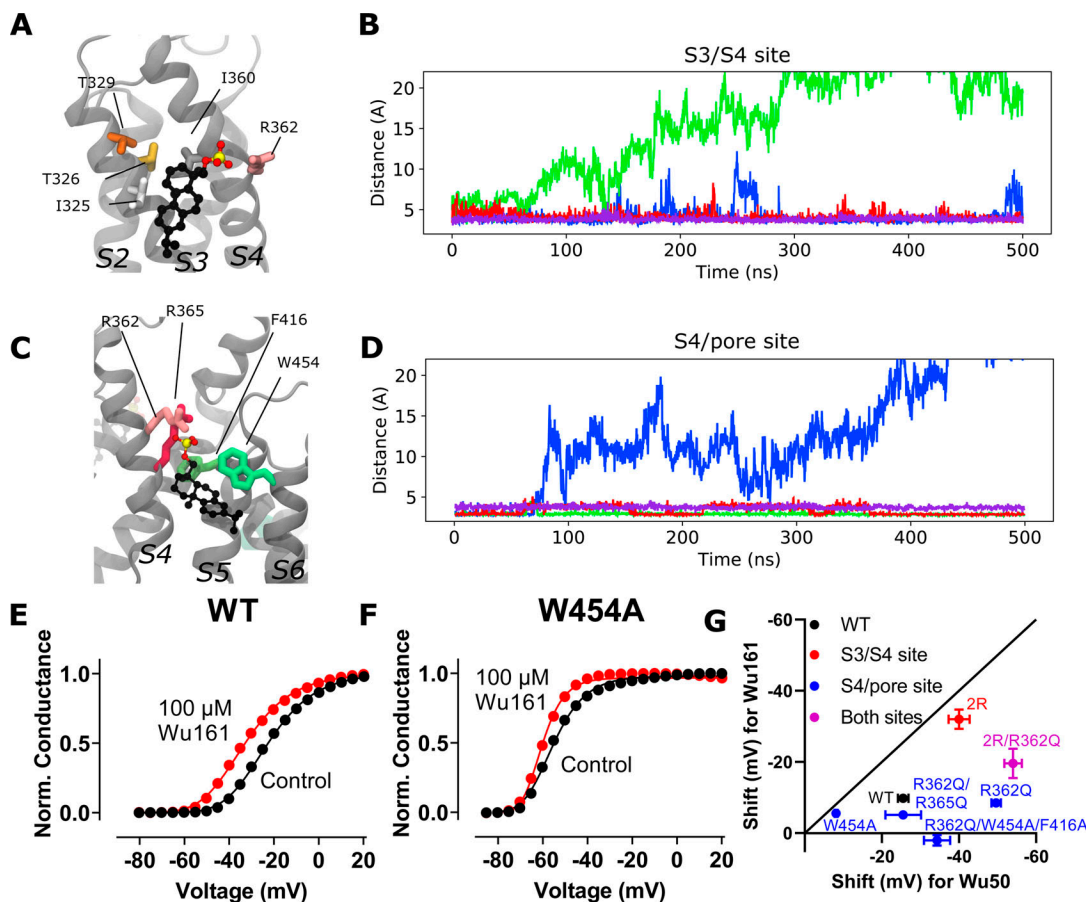 A
T329
I360
R362
T326
I325
S2
S3
S4
B
S3/S4 site
Distance (A)
20
15
10
5
0
100
200
300
400
500
Time (ns)
C
R362
R365
F416
W454
S4
S5
S6
D
S4/pore site
Distance (A)
20
15
10
5
0
100
200
300
400
500
Time (ns)
E
WT
Norm. Conductance
1.0
0.5
0.0
100 µM
Wu161
Control
-80
-60
-40
-20
0
20
Voltage (mV)
F
W454A
Norm. Conductance
1.0
0.5
0.0
100 µM
Wu161
Control
-80
-60
-40
-20
0
20
Voltage (mV)
G
Shift (mV) for Wu161
-60
-40
-20
0
WT
S3/S4 site
S4/pore site
Both sites
2R
2R/R362Q
R362Q/
R365Q
R362Q
WT
W454A
R362Q/W454A/F416A
-20
-40
-60
Shift (mV) for Wu50